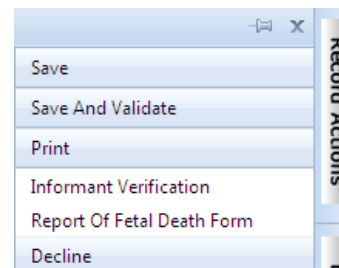 Save
Save And Validate
Print
Informant Verification
Report Of Fetal Death Form
Decline
Record Actions